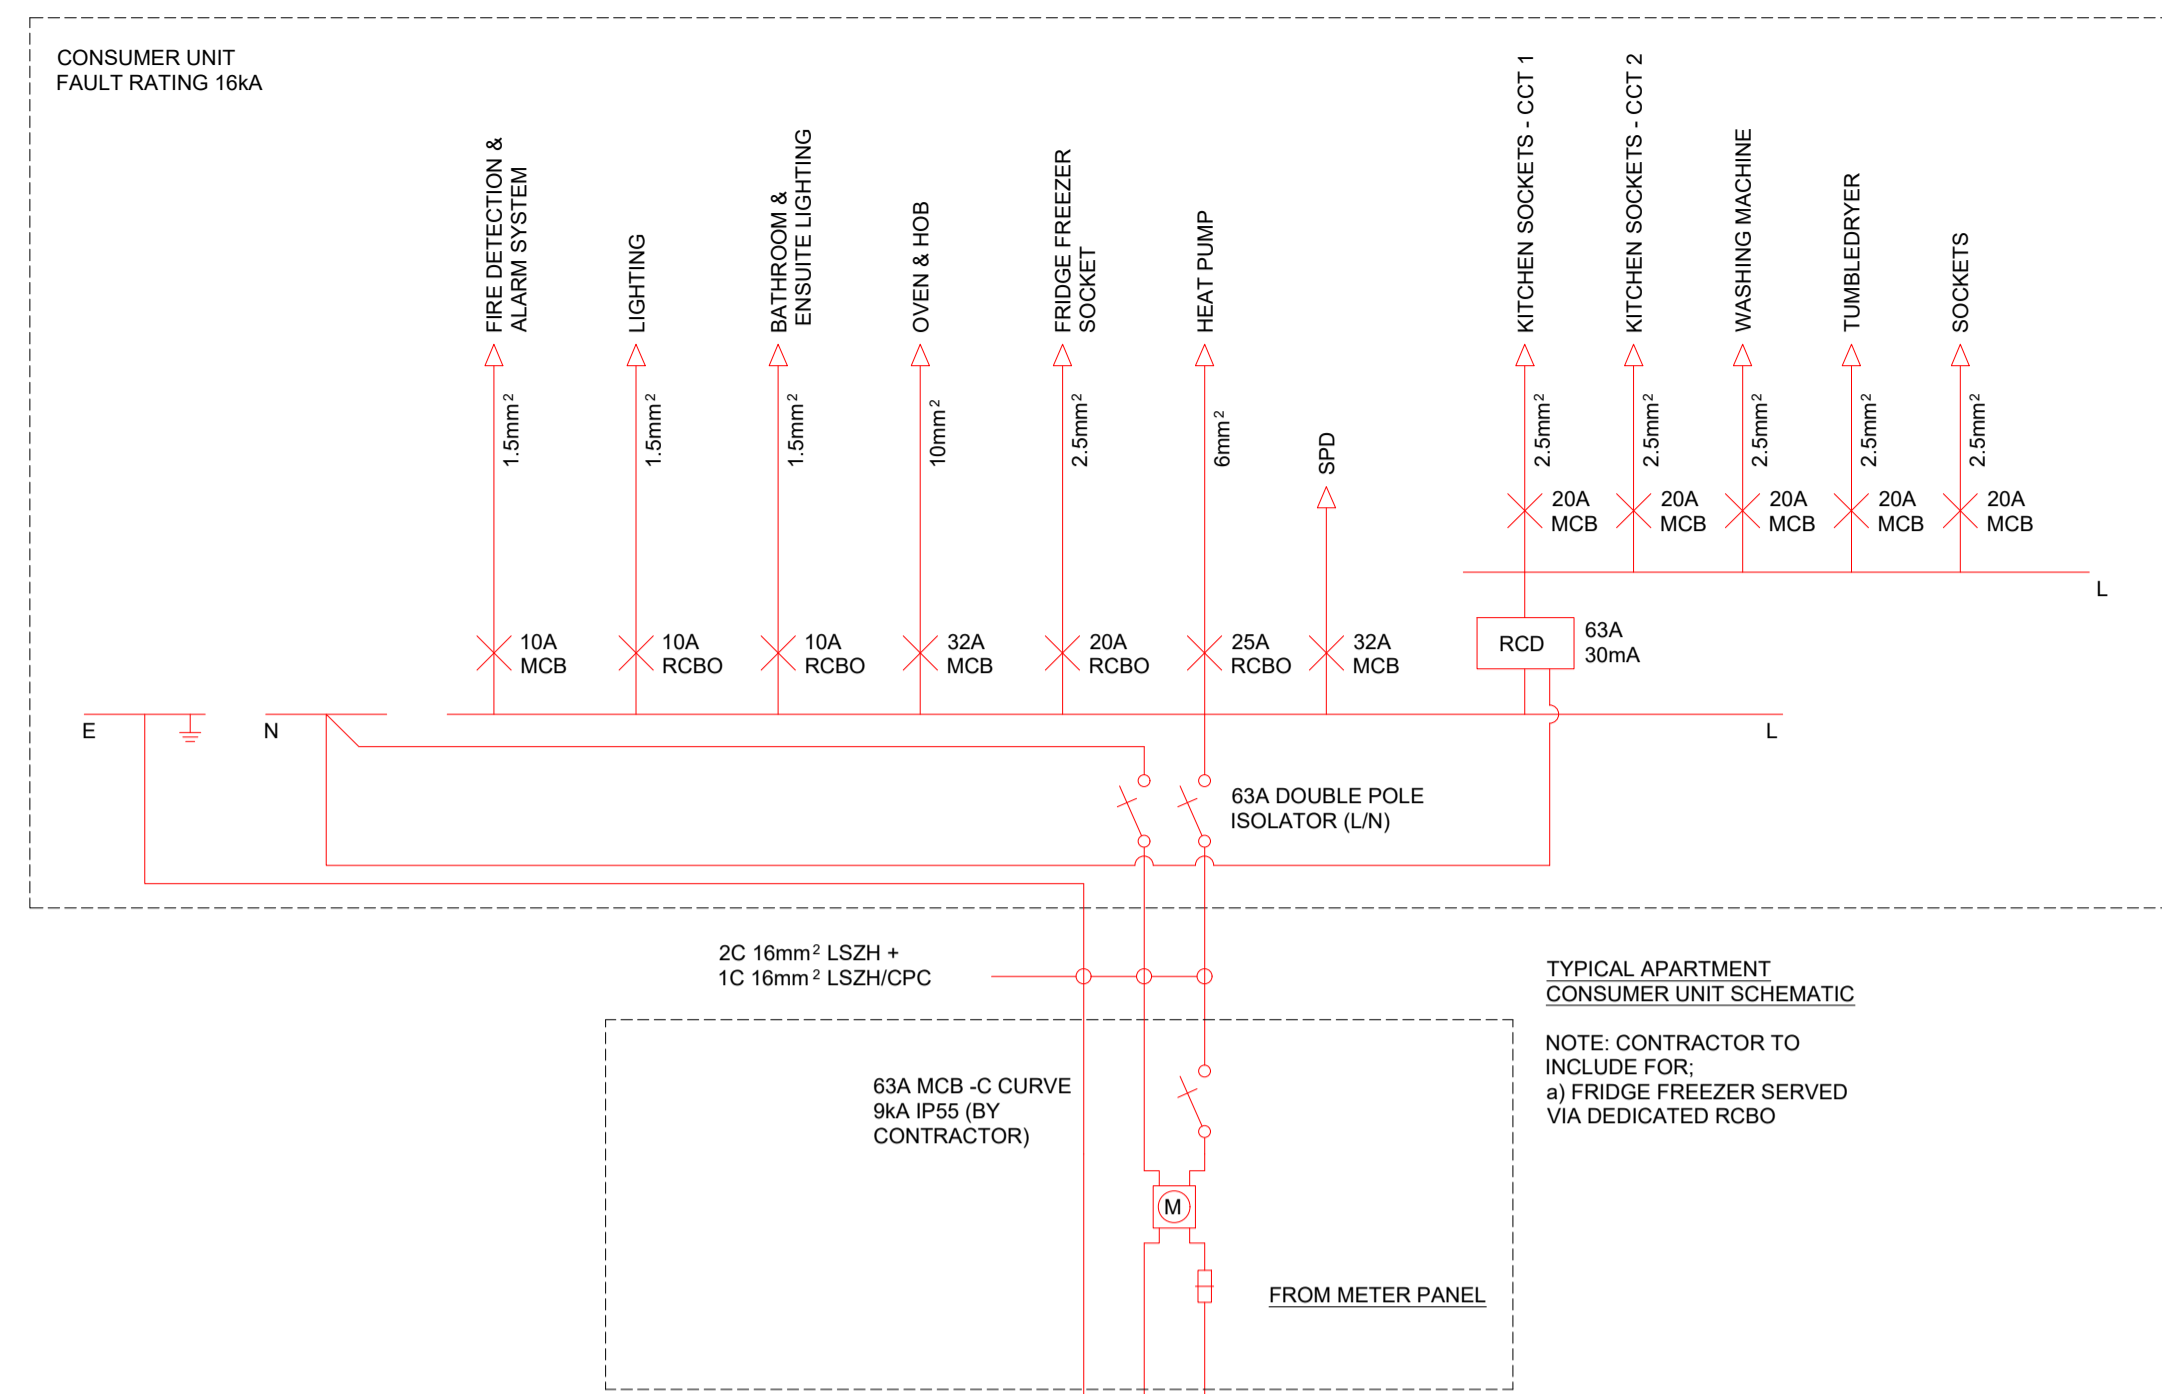 CONSUMER UNIT
FAULT RATING 16kA
FIRE DETECTION &
ALARM SYSTEM
LIGHTING
BATHROOM &
ENSUITE LIGHTING
OVEN & HOB
FRIDGE FREEZER
SOCKET
HEAT PUMP
SPD
KITCHEN SOCKETS - CCT 1
KITCHEN SOCKETS - CCT 2
WASHING MACHINE
TUMBLEDRYER
SOCKETS
1.5mm²
1.5mm²
1.5mm²
10mm²
2.5mm²
6mm²
2.5mm²
2.5mm²
2.5mm²
2.5mm²
2.5mm²
20A
MCB
20A
MCB
20A
MCB
20A
MCB
20A
MCB
L
10A
MCB
10A
RCBO
10A
RCBO
32A
MCB
20A
RCBO
25A
RCBO
32A
MCB
RCD
63A
30mA
E
N
L
63A DOUBLE POLE
ISOLATOR (L/N)
2C 16mm² LSZH +
1C 16mm² LSZH/CPC
TYPICAL APARTMENT
CONSUMER UNIT SCHEMATIC
NOTE: CONTRACTOR TO
INCLUDE FOR;
a) FRIDGE FREEZER SERVED
VIA DEDICATED RCBO
63A MCB -C CURVE
9kA IP55 (BY
CONTRACTOR)
M
FROM METER PANEL